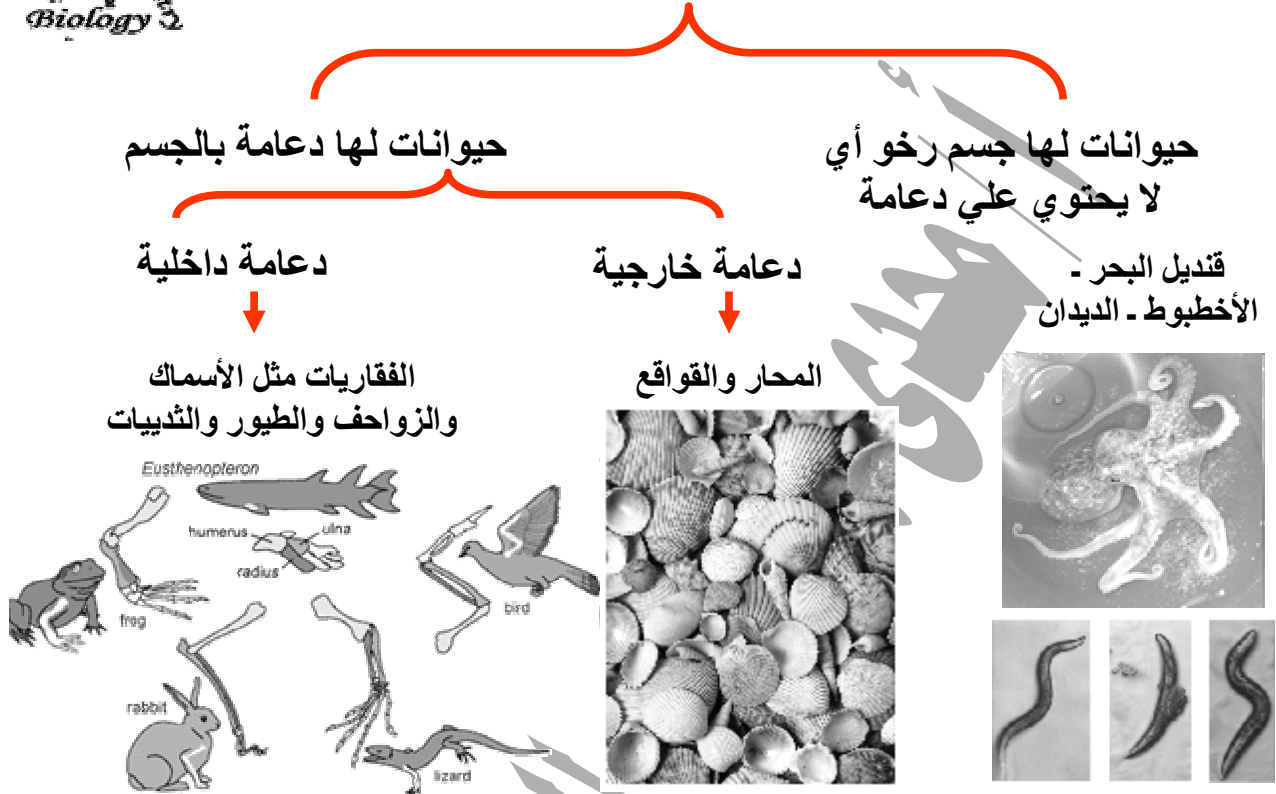 Biology
حيوانات لها جسم رخو أي
لا يحتوي علي دعامة
حيوانات لها دعامة بالجسم
قنديل البحر -
الأخطبوط - الديدان
دعامة خارجية
دعامة داخلية
المحار والقواقع
الفقاريات مثل الأسماك
والزواحف والطيور والثدييات
Eusthenopteron
humerus
ulna
radius
frog
bird
rabbit
lizard